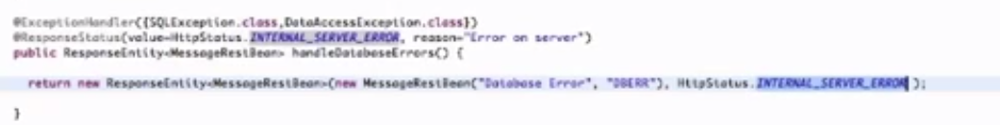 @ExceptionHandler({SQLException.class,DataAccessException.class})
@ResponseStatus(value=HttpStatus.INTERNAL_SERVER_ERROR, reason="Error on server")
public ResponseEntity<MessageRestBean> handleDatabaseErrors() {
return new ResponseEntity<MessageRestBean>(new MessageRestBean("Database Error", "DBERR"), HttpStatus.INTERNAL_SERVER_ERROR );
}